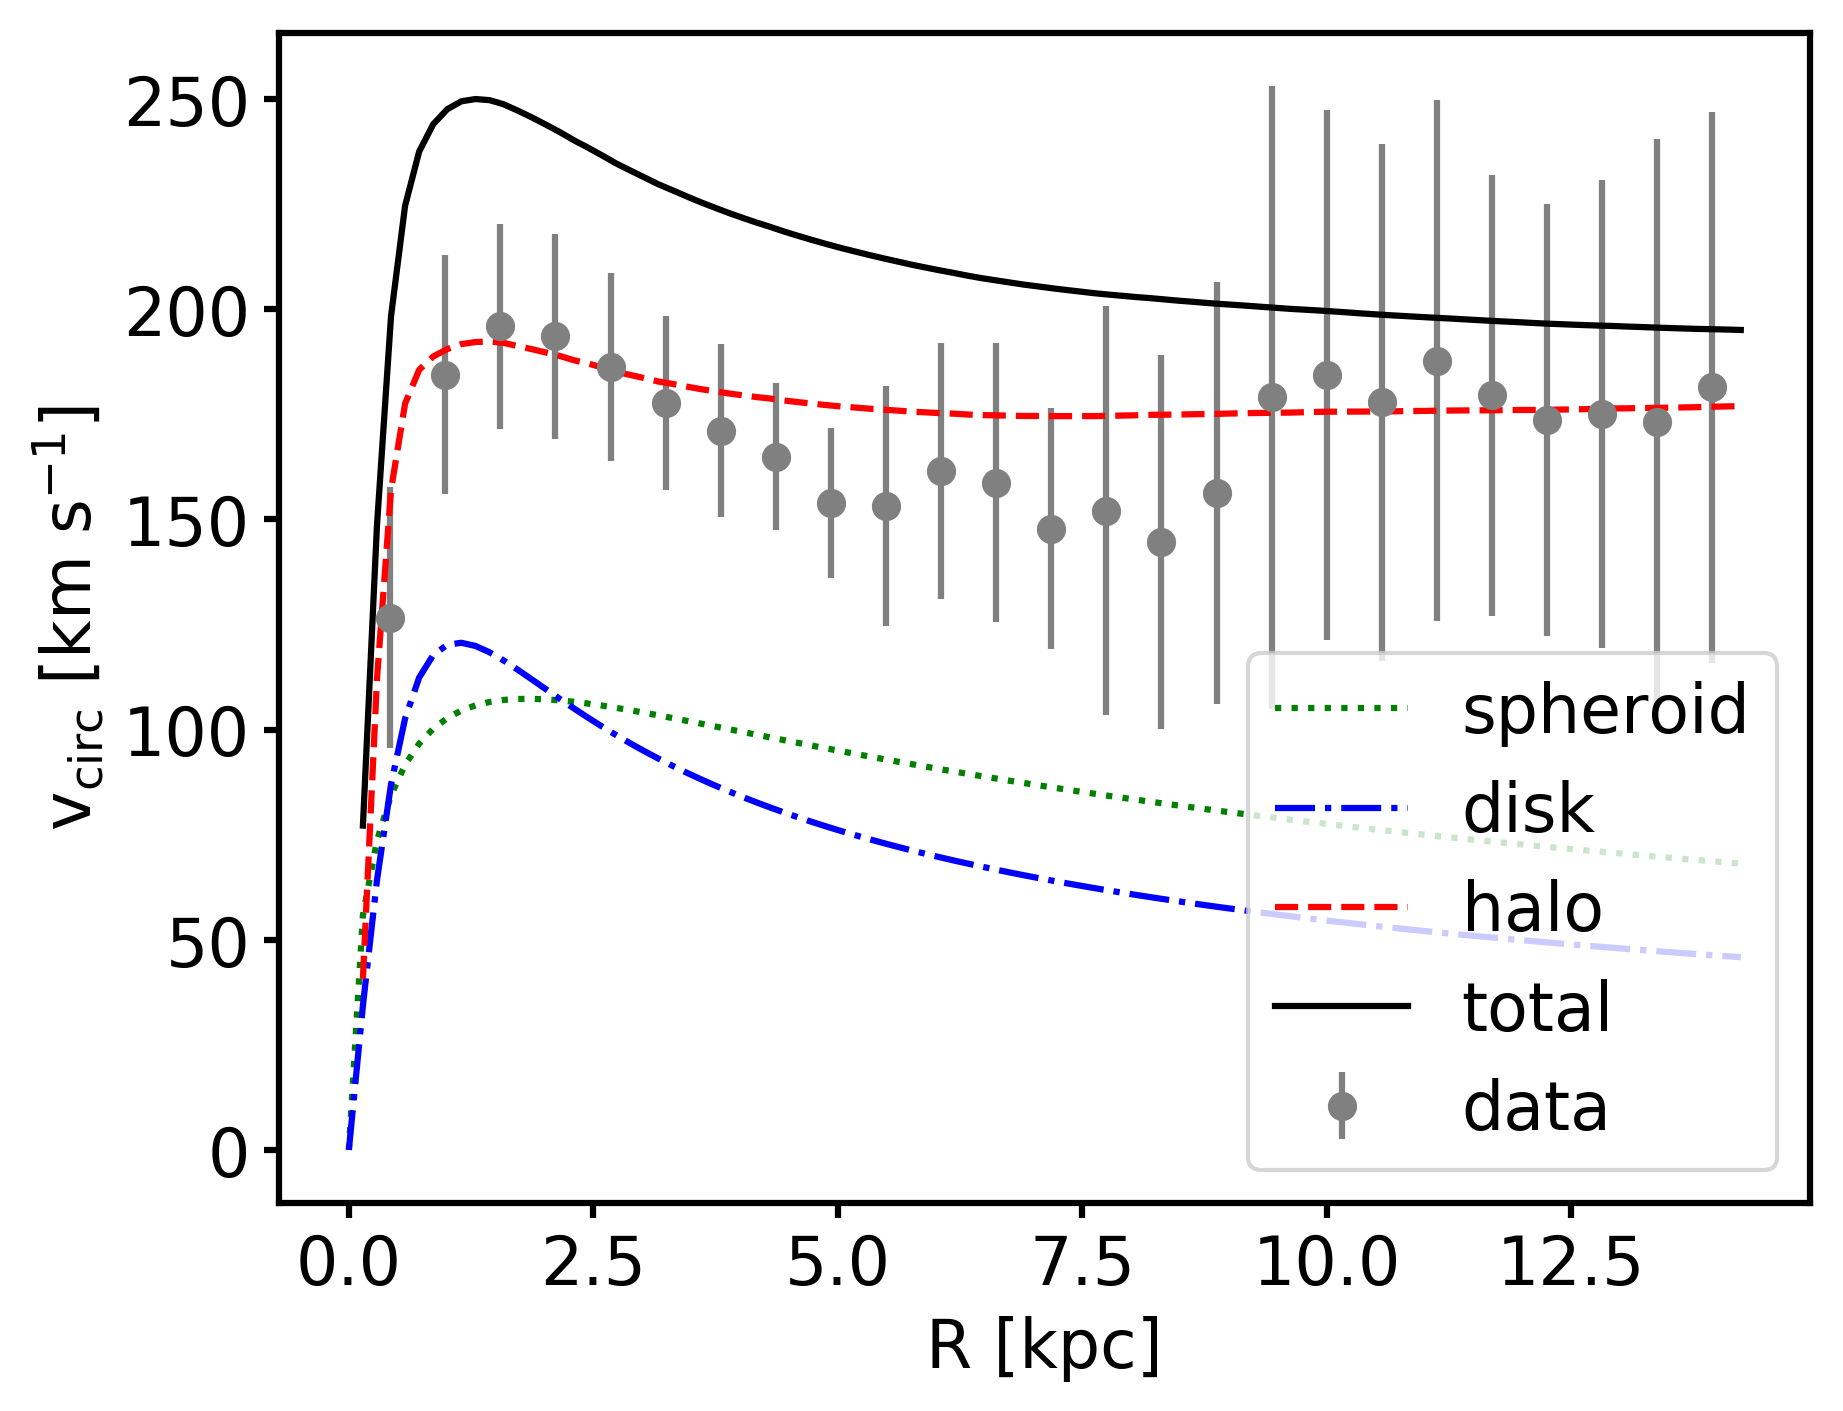 250
200
150
100
50
0
v_circ [km s⁻¹]
0.0 2.5 5.0 7.5 10.0 12.5
R [kpc]
spheroid
disk
halo
total
data